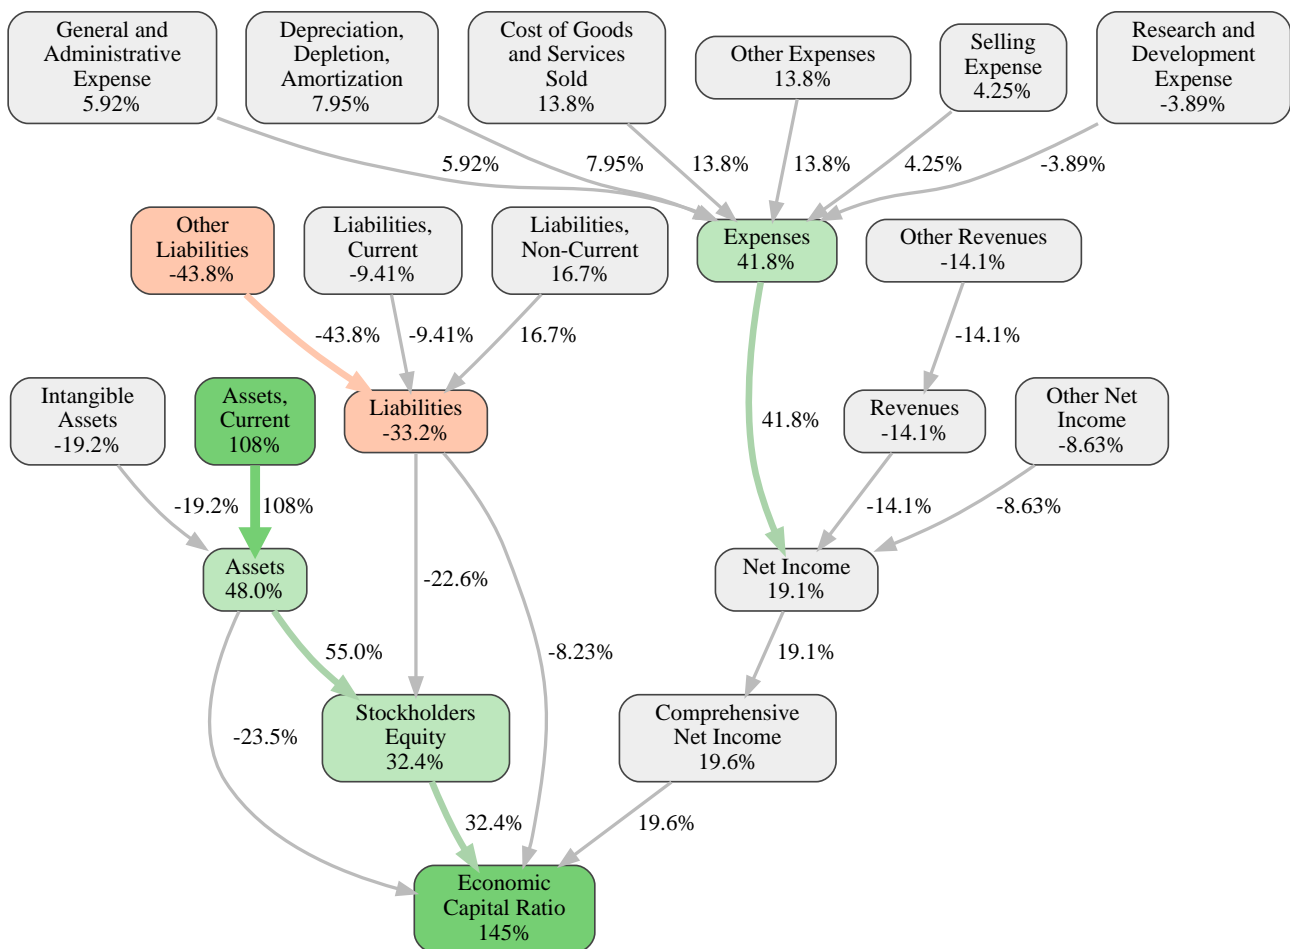 General and
Administrative
Expense
5.92%
Depreciation,
Depletion,
Amortization
7.95%
Cost of Goods
and Services
Sold
13.8%
Other Expenses
13.8%
Selling
Expense
4.25%
Research and
Development
Expense
-3.89%
5.92%
7.95%
13.8%
13.8%
4.25%
-3.89%
Other
Liabilities
-43.8%
Liabilities,
Current
-9.41%
Liabilities,
Non-Current
16.7%
Expenses
41.8%
Other Revenues
-14.1%
-43.8%
-9.41%
16.7%
-14.1%
Intangible
Assets
-19.2%
Assets,
Current
108%
Liabilities
-33.2%
41.8%
Revenues
-14.1%
Other Net
Income
-8.63%
-19.2%
108%
-14.1%
-8.63%
Assets
48.0%
-22.6%
Net Income
19.1%
55.0%
-8.23%
19.1%
-23.5%
Stockholders
Equity
32.4%
Comprehensive
Net Income
19.6%
32.4%
19.6%
Economic
Capital Ratio
145%